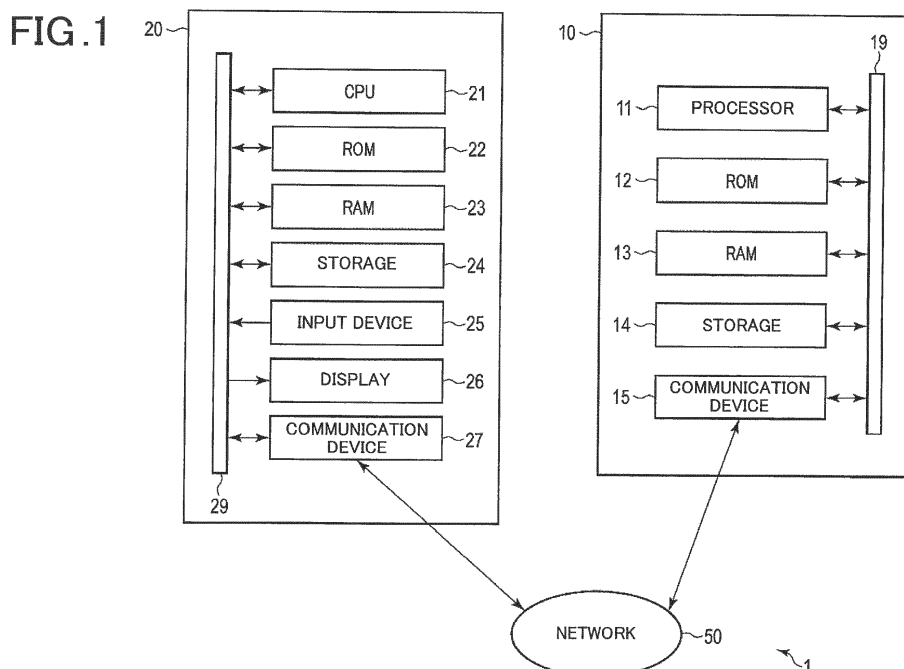 FIG.1
20
CPU
21
ROM
22
RAM
23
STORAGE
24
INPUT DEVICE
25
DISPLAY
26
COMMUNICATION
DEVICE
27
29
10
19
11
PROCESSOR
12
ROM
13
RAM
14
STORAGE
15
COMMUNICATION
DEVICE
NETWORK
50
1